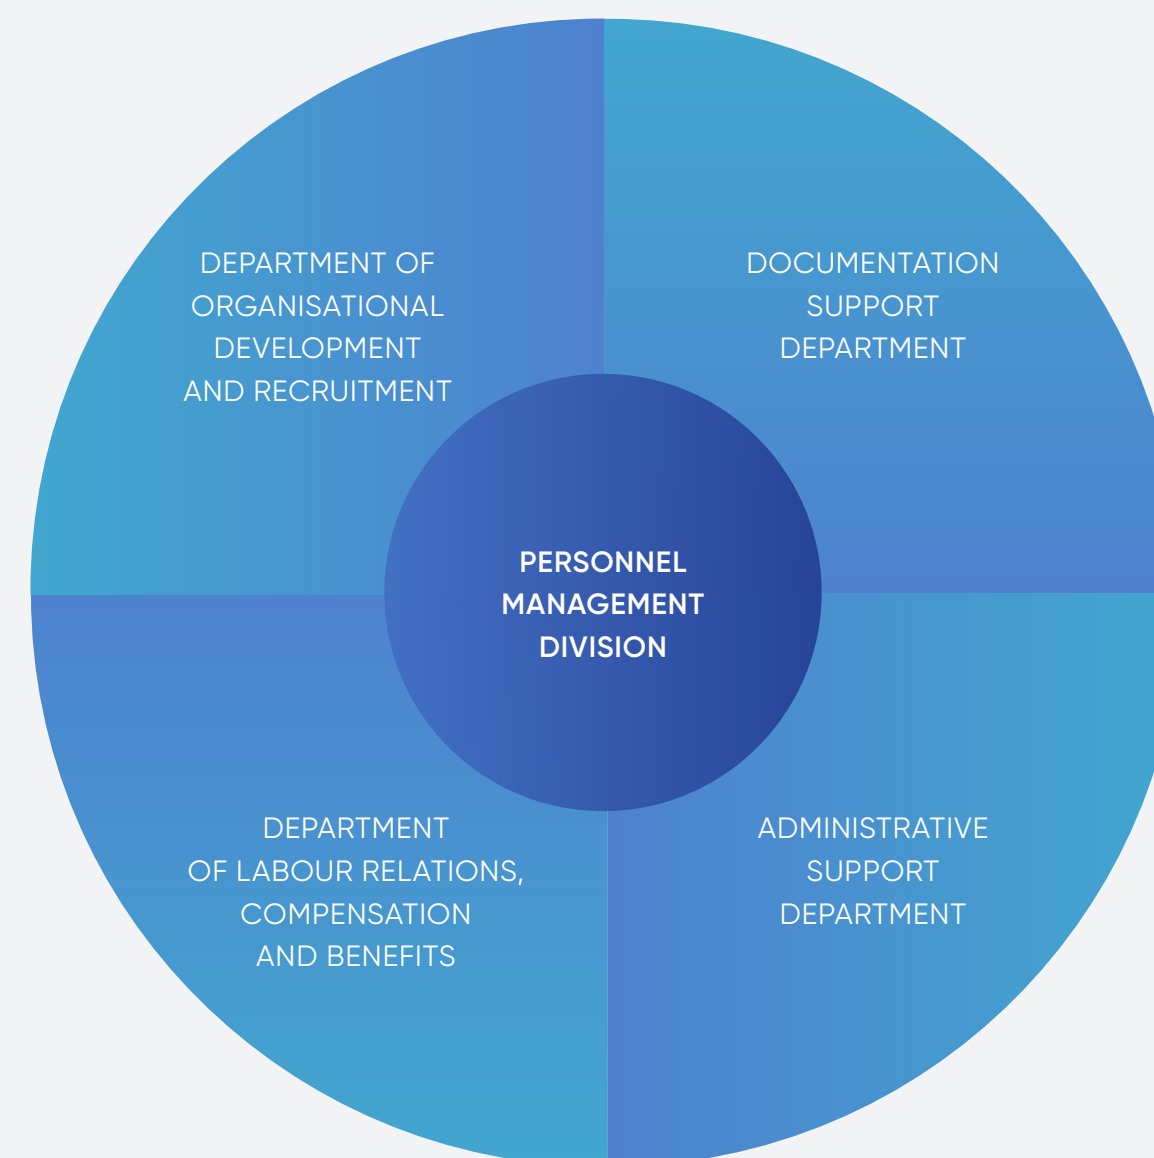 DEPARTMENT OF
ORGANISATIONAL
DEVELOPMENT
AND RECRUITMENT
DOCUMENTATION
SUPPORT
DEPARTMENT
PERSONNEL
MANAGEMENT
DIVISION
DEPARTMENT
OF LABOUR RELATIONS,
COMPENSATION
AND BENEFITS
ADMINISTRATIVE
SUPPORT
DEPARTMENT